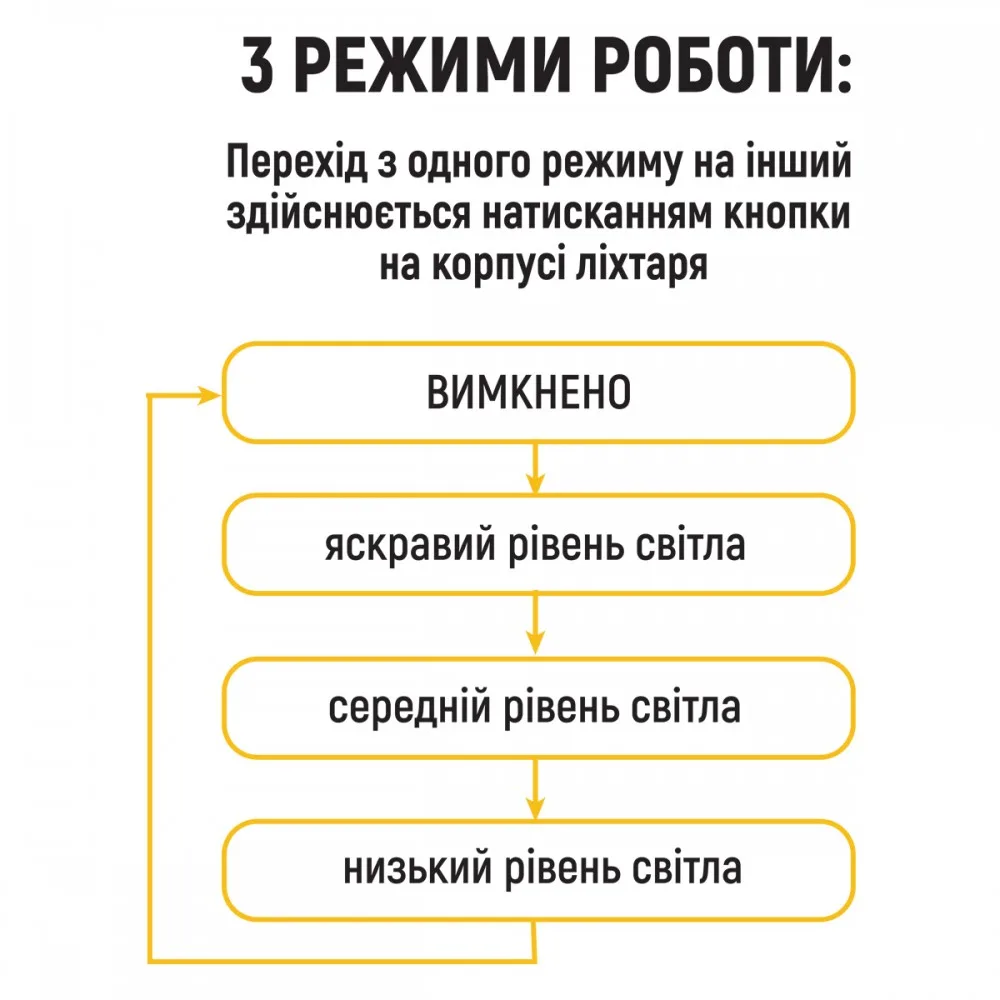 3 РЕЖИМИ РОБОТИ:
Перехід з одного режиму на інший
здійснюється натисканням кнопки
на корпусі ліхтаря
ВИМКНЕНО
яскравий рівень світла
середній рівень світла
низький рівень світла